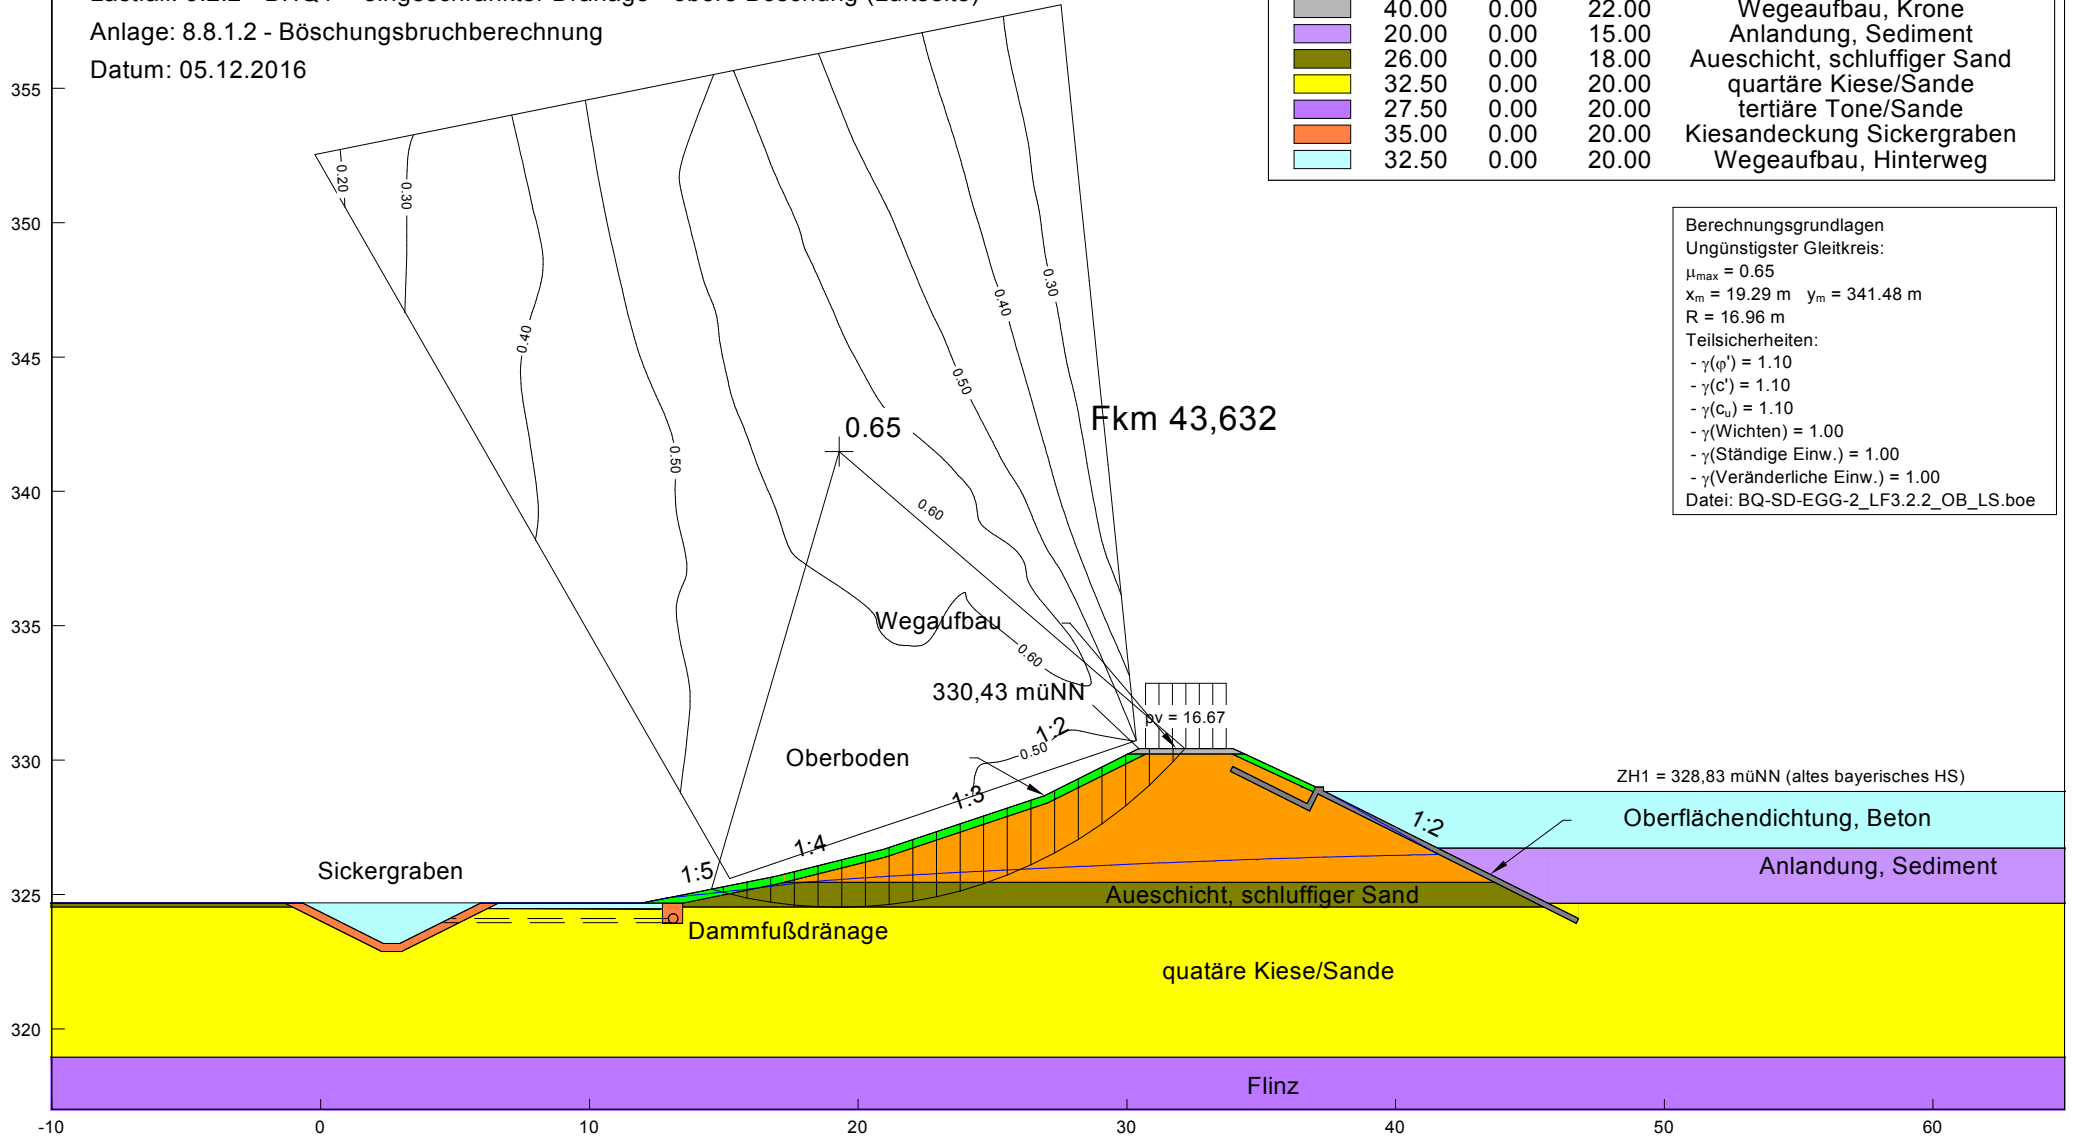 Anlage: 8.8.1.2 - Böschungsbruchberechnung
Datum: 05.12.2016
40.00 0.00 22.00 Wegeaufbau, Krone
20.00 0.00 15.00 Anlandung, Sediment
26.00 0.00 18.00 Aueschicht, schluffiger Sand
32.50 0.00 20.00 quartäre Kiese/Sande
27.50 0.00 20.00 tertiäre Tone/Sande
35.00 0.00 20.00 Kiesandeckung Sickergraben
32.50 0.00 20.00 Wegeaufbau, Hinterweg
Berechnungsgrundlagen
Ungünstigster Gleitkreis:
μmax = 0.65
xm = 19.29 m ym = 341.48 m
R = 16.96 m
Teilsicherheiten:
- γ(φ') = 1.10
- γ(c') = 1.10
- γ(cu) = 1.10
- γ(Wichten) = 1.00
- γ(Ständige Einw.) = 1.00
- γ(Veränderliche Einw.) = 1.00
Datei: BQ-SD-EGG-2_LF3.2.2_OB_LS.boe
355
350
345
340
335
330
325
320
0.20
0.30
0.40
0.50
0.60
0.60
0.50
0.50
0.40
0.30
0.65
Fkm 43,632
Wegaufbau
330,43 müNN
pv = 16.67
Oberboden
1:2
1:3
1:4
1:5
1:2
ZH1 = 328,83 müNN (altes bayerisches HS)
Oberflächendichtung, Beton
Anlandung, Sediment
Sickergraben
Aueschicht, schluffiger Sand
Dammfußdränage
quatäre Kiese/Sande
Flinz
-10 0 10 20 30 40 50 60